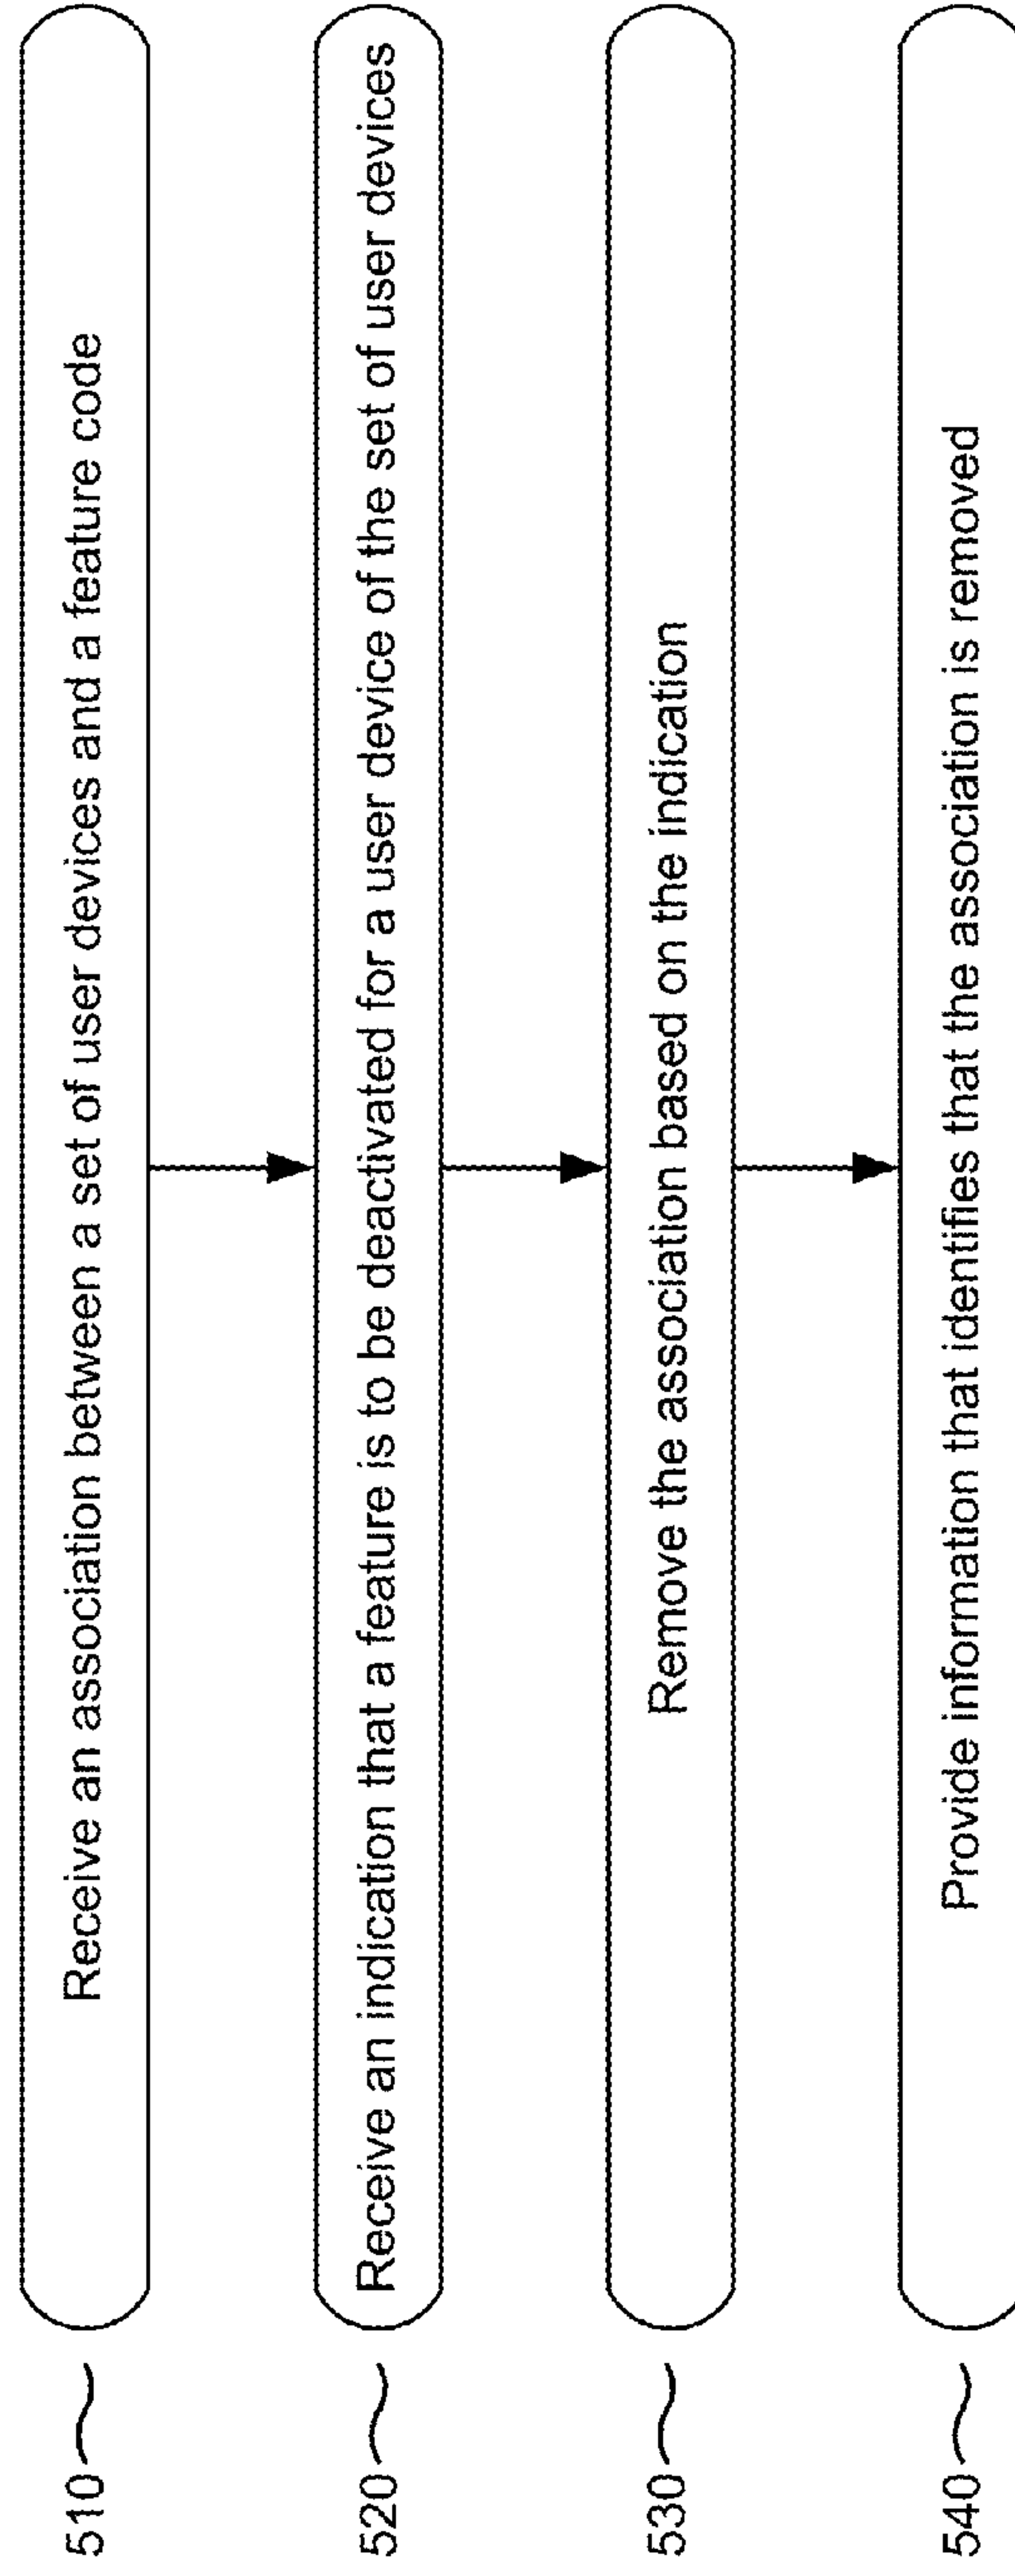 510
Receive an association between a set of user devices and a feature code
520
Receive an indication that a feature is to be deactivated for a user device of the set of user devices
530
Remove the association based on the indication
540
Provide information that identifies that the association is removed